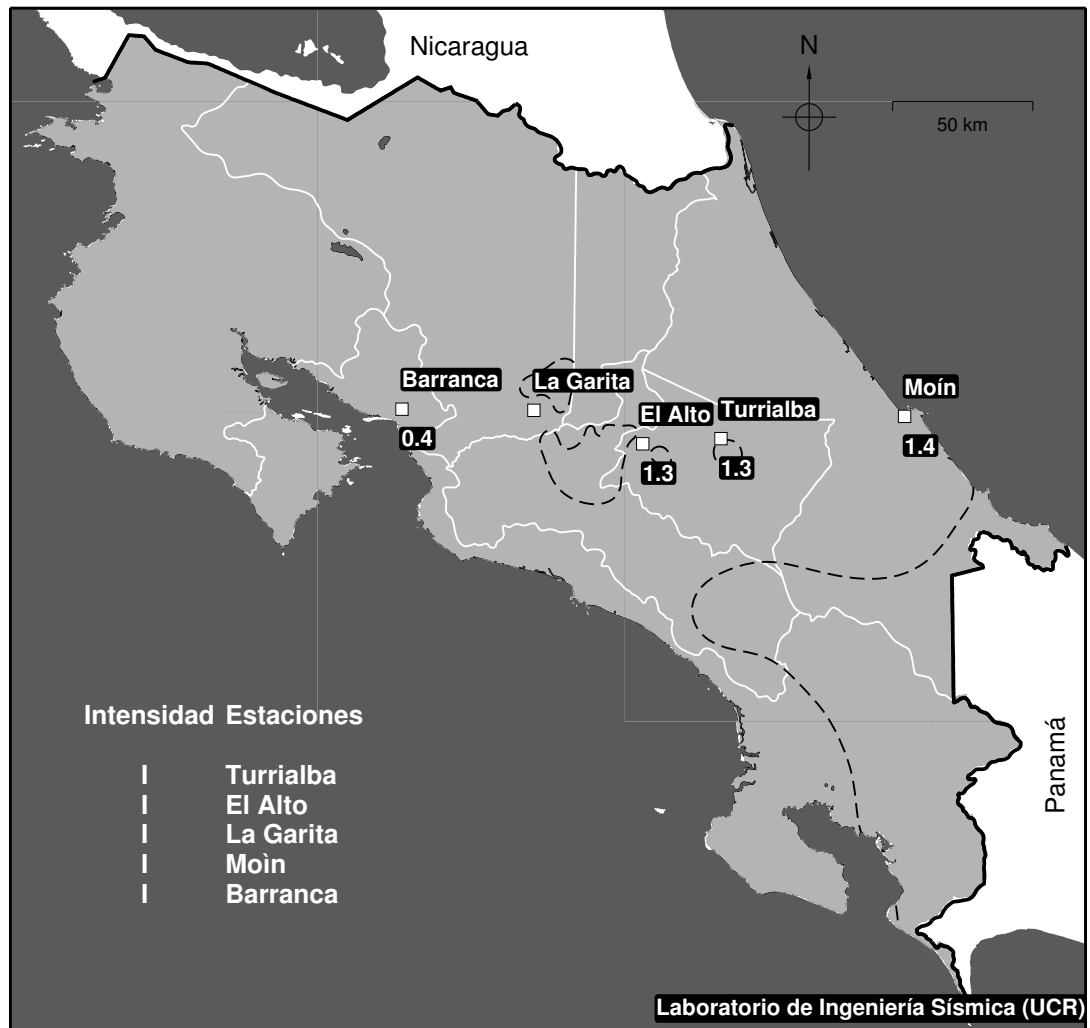 Nicaragua
N
50 km
Barranca
La Garita
Moín
El Alto
Turrialba
0.4
1.3
1.3
1.4
Intensidad Estaciones
I Turrialba
I El Alto
I La Garita
I Moìn
I Barranca
Panamá
Laboratorio de Ingeniería Sísmica (UCR)